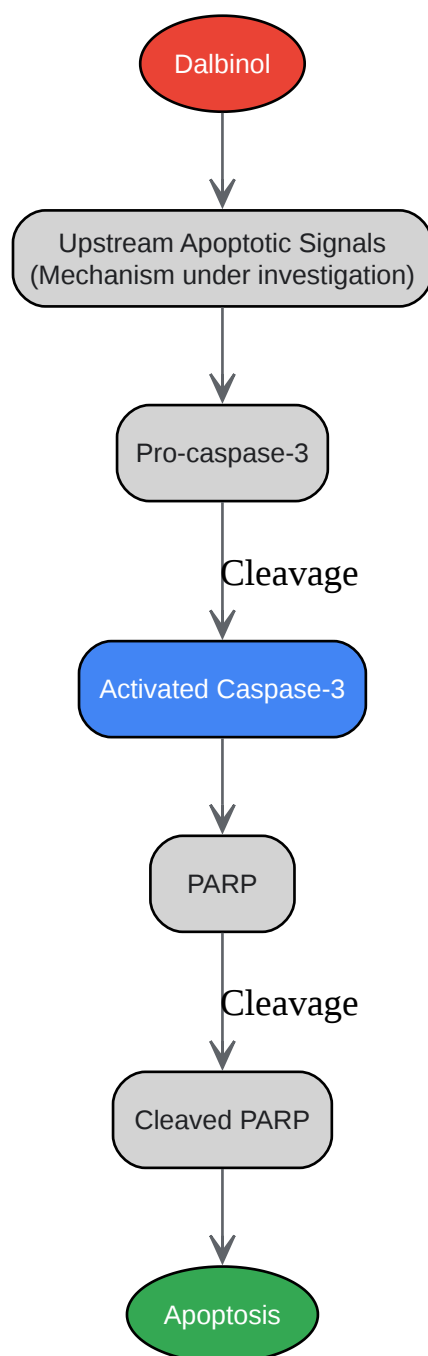 Dalbinol
Upstream Apoptotic Signals
(Mechanism under investigation)
Pro-caspase-3
Cleavage
Activated Caspase-3
PARP
Cleavage
Cleaved PARP
Apoptosis